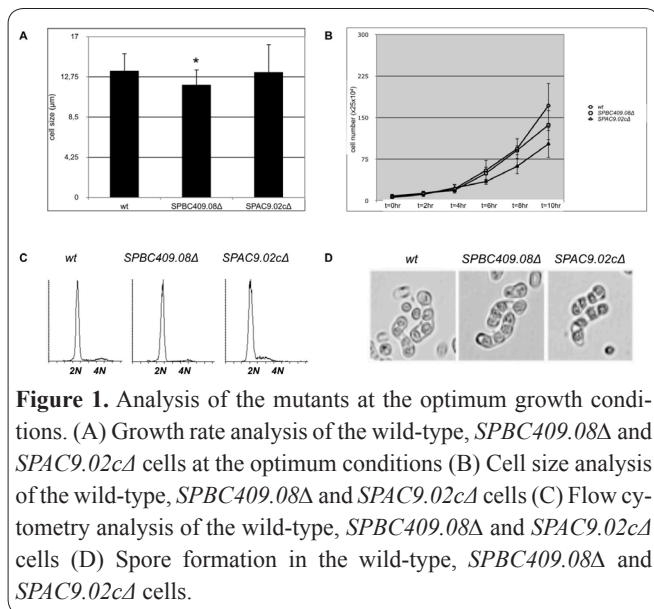 A
17
12,75
8,5
4,25
0
cell size (µm)
*
wt
SPBC409.08Δ
SPAC9.02cΔ
B
300
225
150
75
0
cell number (x25x10⁴)
wt
SPBC409.08Δ
SPAC9.02cΔ
t=0hr t=2hr t=4hr t=6hr t=8hr t=10hr
C
wt SPBC409.08Δ SPAC9.02cΔ
2N 4N 2N 4N 2N 4N
D
wt SPBC409.08Δ SPAC9.02cΔ
Figure 1. Analysis of the mutants at the optimum growth condi-
tions. (A) Growth rate analysis of the wild-type, SPBC409.08Δ and
SPAC9.02cΔ cells at the optimum conditions (B) Cell size analysis
of the wild-type, SPBC409.08Δ and SPAC9.02cΔ cells (C) Flow cy-
tometry analysis of the wild-type, SPBC409.08Δ and SPAC9.02cΔ
cells (D) Spore formation in the wild-type, SPBC409.08Δ and
SPAC9.02cΔ cells.